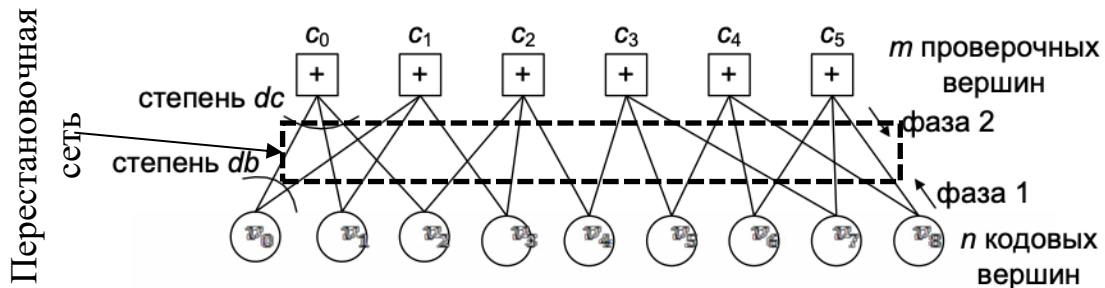 Перестановочная
сеть
c₀ c₁ c₂ c₃ c₄ c₅
+ + + + + +
m проверочных
вершин
степень dc
фаза 2
степень db
фаза 1
v₀ v₁ v₂ v₃ v₄ v₅ v₆ v₇ v₈
n кодовых
вершин